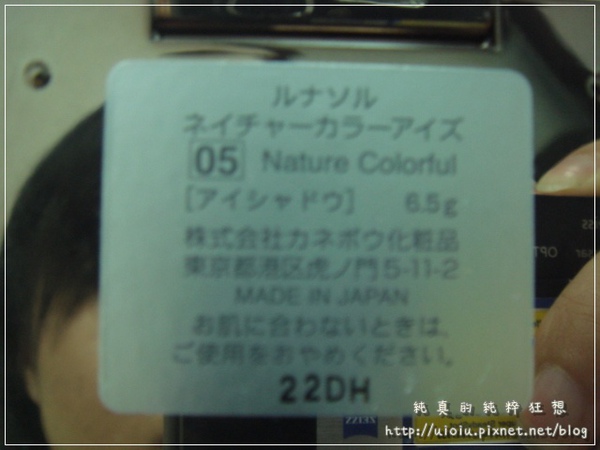 ルナソル
ネイチャーカラーアイズ
05 Nature Colorful
[アイシャドウ] 6.5g
株式会社カネボウ化粧品
東京都港区虎ノ門5-11-2
MADE IN JAPAN
お肌に合わないときは、
ご使用をおやめください。
22DH
ZEISS
OPT
純真的純粹狂想
http://uioiu.pixnet.net/blog